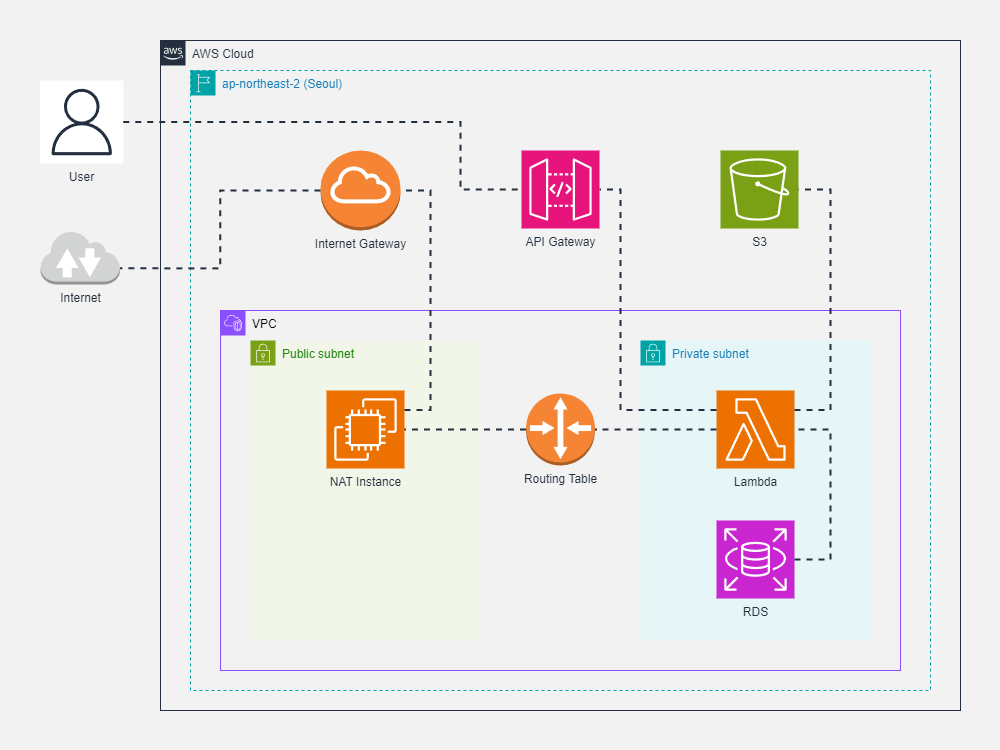 aws
AWS Cloud
ap-northeast-2 (Seoul)
User
Internet Gateway
</>
API Gateway
S3
Internet
VPC
Public subnet
Private subnet
NAT Instance
Routing Table
Lambda
RDS